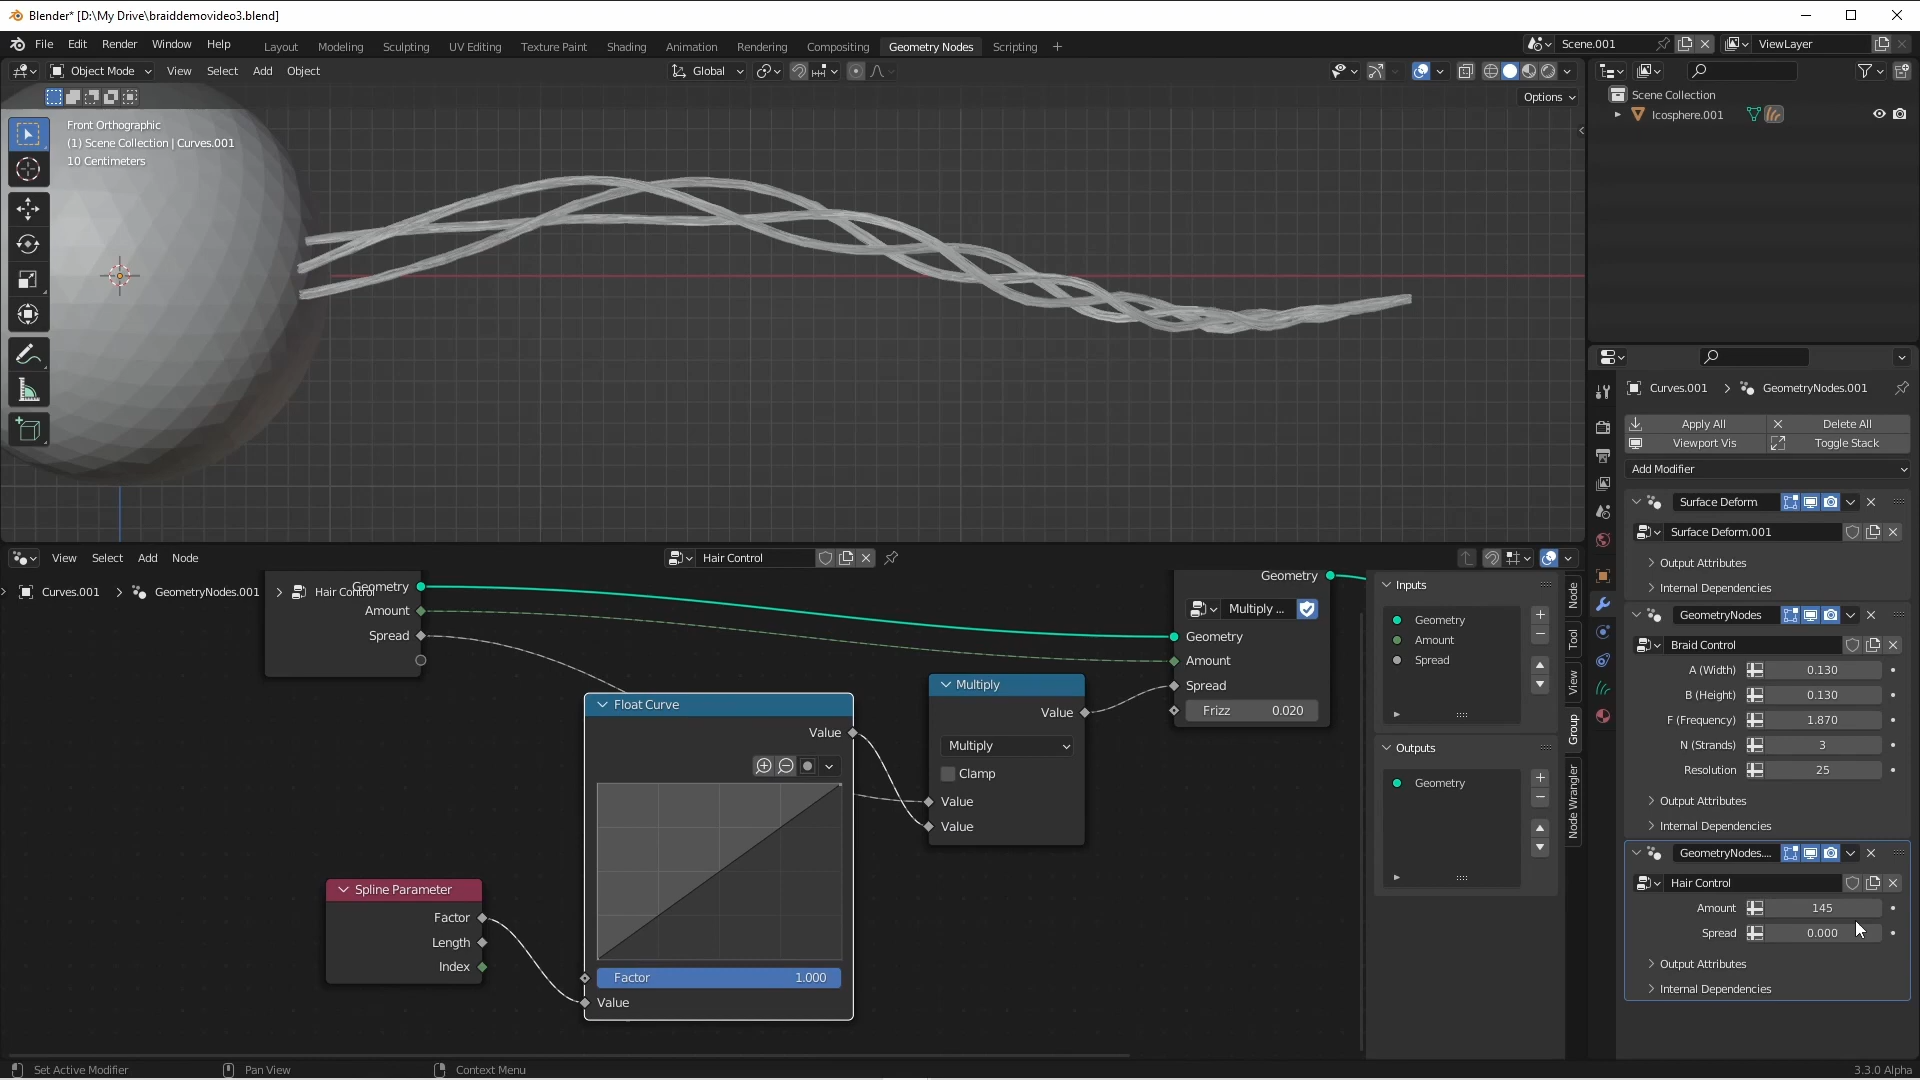 Blender* [D:\My Drive\braiddemovideo3.blend]
File Edit Render Window Help Layout Modeling Sculpting UV Editing Texture Paint Shading Animation Rendering Compositing Geometry Nodes Scripting + Scene.001 ViewLayer
Object Mode View Select Add Object Global
Options
Front Orthographic
(1) Scene Collection | Curves.001
10 Centimeters
Scene Collection
Icosphere.001
Curves.001 > GeometryNodes.001
Apply All Delete All
Viewport Vis Toggle Stack
Add Modifier
Surface Deform
Surface Deform.001
Output Attributes
Internal Dependencies
GeometryNodes
Braid Control
A (Width) 0.130
B (Height) 0.130
F (Frequency) 1.870
N (Strands) 3
Resolution 25
Output Attributes
Internal Dependencies
GeometryNodes....
Hair Control
Amount 145
Spread 0.000
Output Attributes
Internal Dependencies
View Select Add Node Hair Control
Curves.001 > GeometryNodes.001 > Hair Control
Geometry
Amount
Spread
Float Curve
Value
Factor 1.000
Value
Spline Parameter
Factor
Length
Index
Multiply
Value
Multiply
Clamp
Value
Value
Geometry
Multiply ...
Geometry
Amount
Spread
Frizz 0.020
Inputs
Geometry
Amount
Spread
Outputs
Geometry
Node
Tool
View
Group
Node Wrangler
Set Active Modifier Pan View Context Menu 3.3.0 Alpha